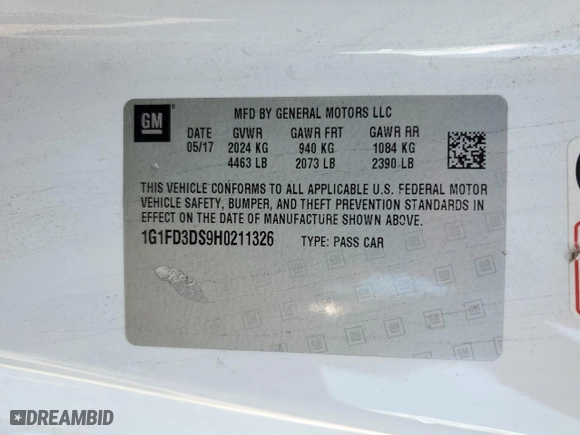 GM
MFD BY GENERAL MOTORS LLC
DATE GVWR GAWR FRT GAWR RR
05/17 2024 KG 940 KG 1084 KG
4463 LB 2073 LB 2390 LB
THIS VEHICLE CONFORMS TO ALL APPLICABLE U.S. FEDERAL MOTOR
VEHICLE SAFETY, BUMPER, AND THEFT PREVENTION STANDARDS IN
EFFECT ON THE DATE OF MANUFACTURE SHOWN ABOVE.
1G1FD3DS9H0211326 TYPE: PASS CAR
DREAMBID